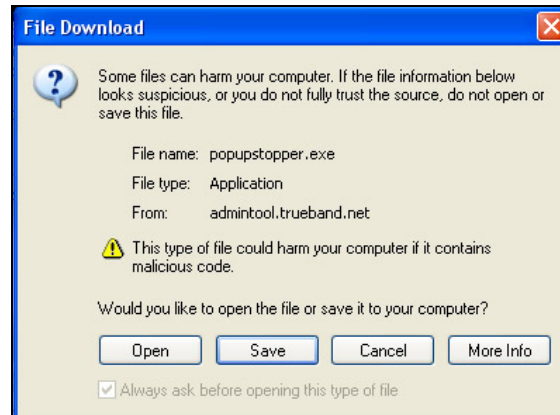 File Download
Some files can harm your computer. If the file information below
looks suspicious, or you do not fully trust the source, do not open or
save this file.
File name: popupstopper.exe
File type: Application
From: admintool.trueband.net
This type of file could harm your computer if it contains
malicious code.
Would you like to open the file or save it to your computer?
Open Save Cancel More Info
Always ask before opening this type of file